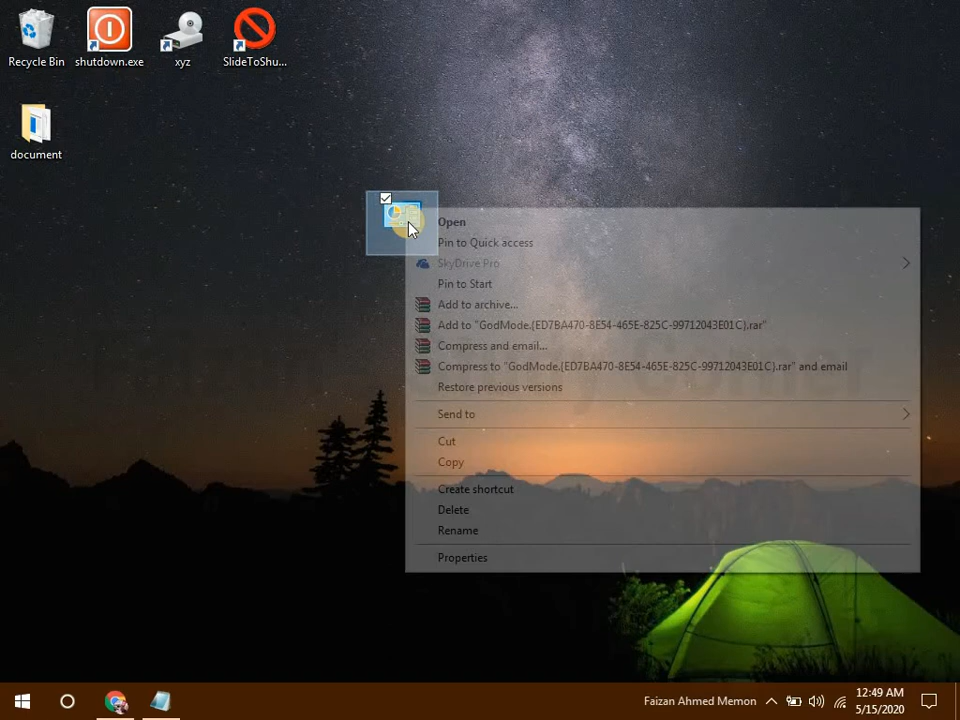 Recycle Bin
shutdown.exe
xyz
SlideToShu...
document
Open
Pin to Quick access
SkyDrive Pro
Pin to Start
Add to archive...
Add to "GodMode.{ED7BA470-8E54-465E-825C-99712043E01C}.rar"
Compress and email...
Compress to "GodMode.{ED7BA470-8E54-465E-825C-99712043E01C}.rar" and email
Restore previous versions
Send to
Cut
Copy
Create shortcut
Delete
Rename
Properties
Faizan Ahmed Memon
12:49 AM
5/15/2020